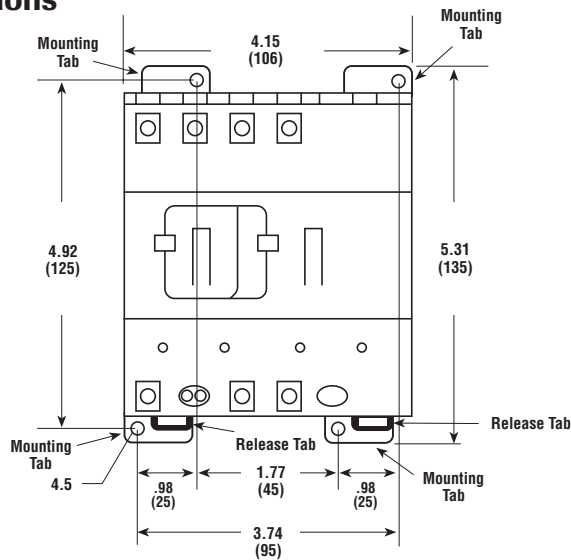 Mounting
Tab
4.15
(106)
Mounting
Tab
4.92
(125)
5.31
(135)
Mounting
Tab
4.5
Release Tab
Release Tab
Mounting
Tab
.98
(25)
1.77
(45)
.98
(25)
3.74
(95)